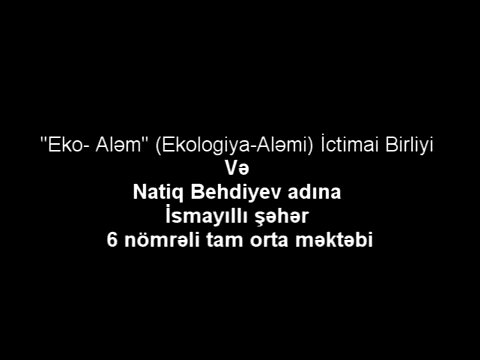 "Eko- Aləm" (Ekologiya-Aləmi) İctimai Birliyi
Və
Natiq Behdiyev adına
İsmayıllı şəhər
6 nömrəli tam orta məktəbi